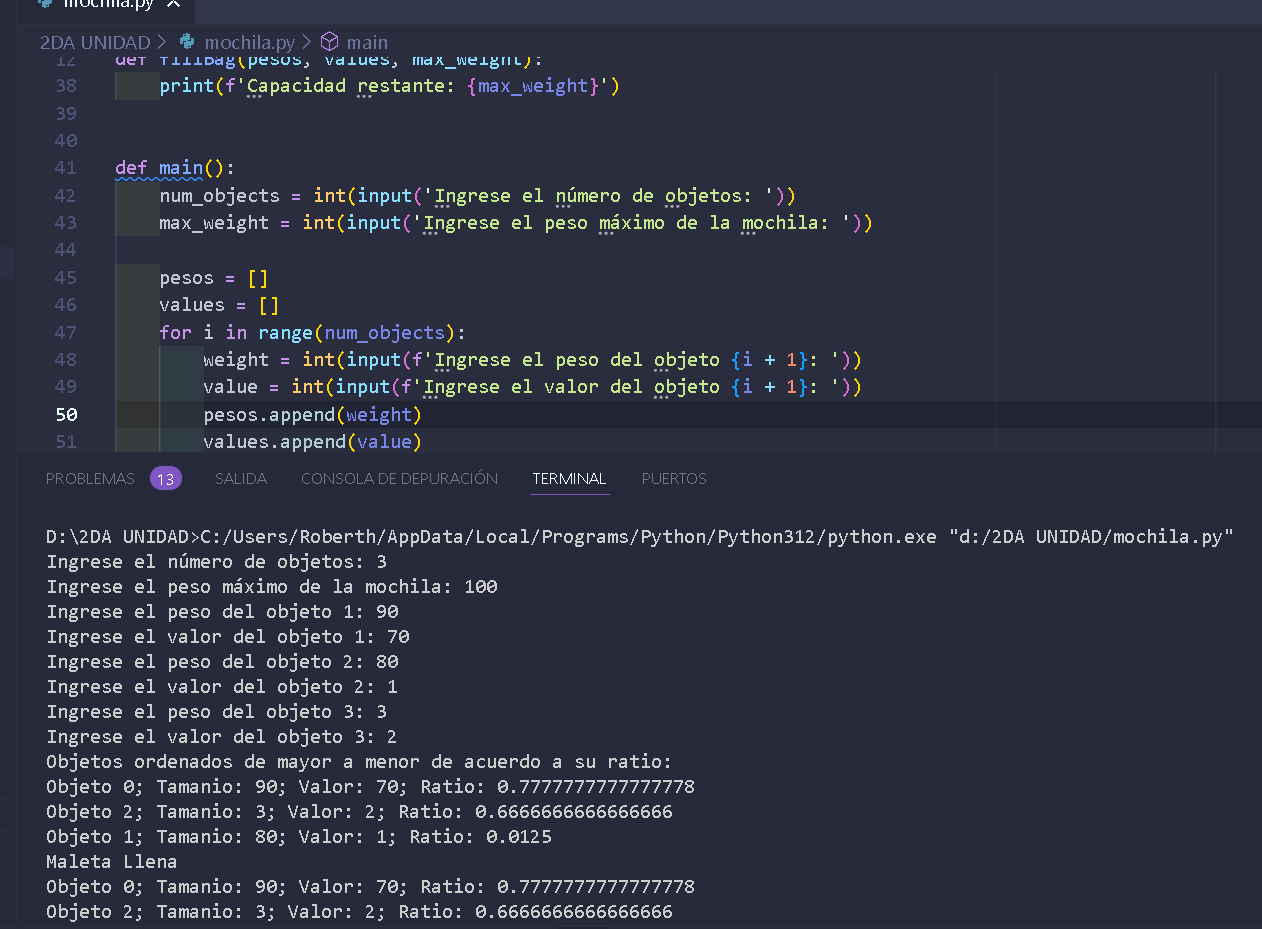 mochila.py ×
2DA UNIDAD > mochila.py > main
12 def fillBag(pesos, values, max_weight):
38 print(f'Capacidad restante: {max_weight}')
39
40
41 def main():
42 num_objects = int(input('Ingrese el número de objetos: '))
43 max_weight = int(input('Ingrese el peso máximo de la mochila: '))
44
45 pesos = []
46 values = []
47 for i in range(num_objects):
48 weight = int(input(f'Ingrese el peso del objeto {i + 1}: '))
49 value = int(input(f'Ingrese el valor del objeto {i + 1}: '))
50 pesos.append(weight)
51 values.append(value)
PROBLEMAS 13 SALIDA CONSOLA DE DEPURACIÓN TERMINAL PUERTOS
D:\2DA UNIDAD>C:/Users/Roberth/AppData/Local/Programs/Python/Python312/python.exe "d:/2DA UNIDAD/mochila.py"
Ingrese el número de objetos: 3
Ingrese el peso máximo de la mochila: 100
Ingrese el peso del objeto 1: 90
Ingrese el valor del objeto 1: 70
Ingrese el peso del objeto 2: 80
Ingrese el valor del objeto 2: 1
Ingrese el peso del objeto 3: 3
Ingrese el valor del objeto 3: 2
Objetos ordenados de mayor a menor de acuerdo a su ratio:
Objeto 0; Tamanio: 90; Valor: 70; Ratio: 0.7777777777777778
Objeto 2; Tamanio: 3; Valor: 2; Ratio: 0.6666666666666666
Objeto 1; Tamanio: 80; Valor: 1; Ratio: 0.0125
Maleta Llena
Objeto 0; Tamanio: 90; Valor: 70; Ratio: 0.7777777777777778
Objeto 2; Tamanio: 3; Valor: 2; Ratio: 0.6666666666666666